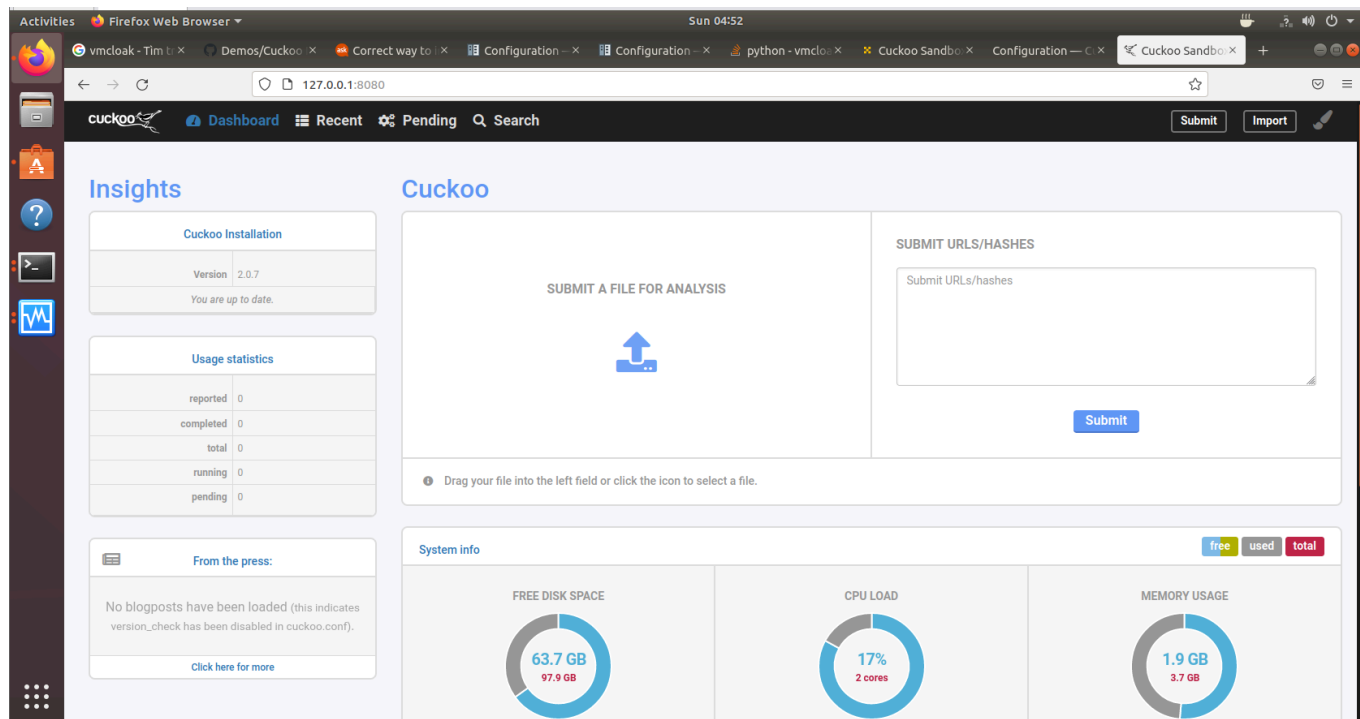 Activities Firefox Web Browser Sun 04:52
vmcloak - Tìm tr Demos/Cuckoo Correct way to Configuration — Configuration — python - vmcloa Cuckoo Sandbo Configuration — C Cuckoo Sandbo
127.0.0.1:8080
cuckoo Dashboard Recent Pending Search Submit Import
Insights
Cuckoo Installation
Version 2.0.7
You are up to date.
Usage statistics
reported 0
completed 0
total 0
running 0
pending 0
From the press:
No blogposts have been loaded (this indicates
version_check has been disabled in cuckoo.conf).
Click here for more
Cuckoo
SUBMIT A FILE FOR ANALYSIS
SUBMIT URLS/HASHES
Submit URLs/hashes
Submit
Drag your file into the left field or click the icon to select a file.
System info free used total
FREE DISK SPACE
63.7 GB
97.9 GB
CPU LOAD
17%
2 cores
MEMORY USAGE
1.9 GB
3.7 GB